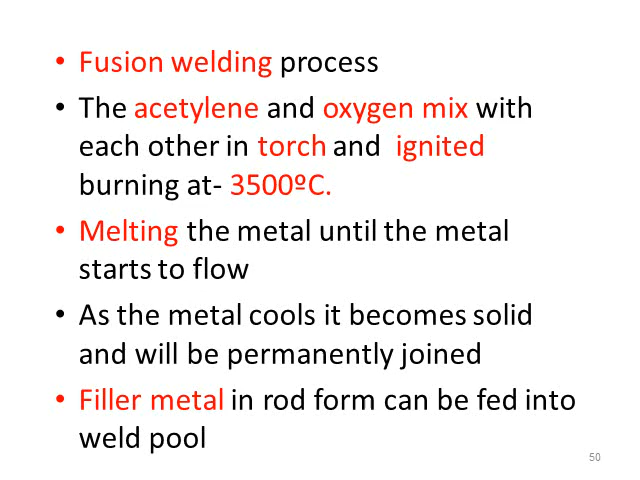 • Fusion welding process
• The acetylene and oxygen mix with
each other in torch and ignited
burning at- 3500ºC.
• Melting the metal until the metal
starts to flow
• As the metal cools it becomes solid
and will be permanently joined
• Filler metal in rod form can be fed into
weld pool
50